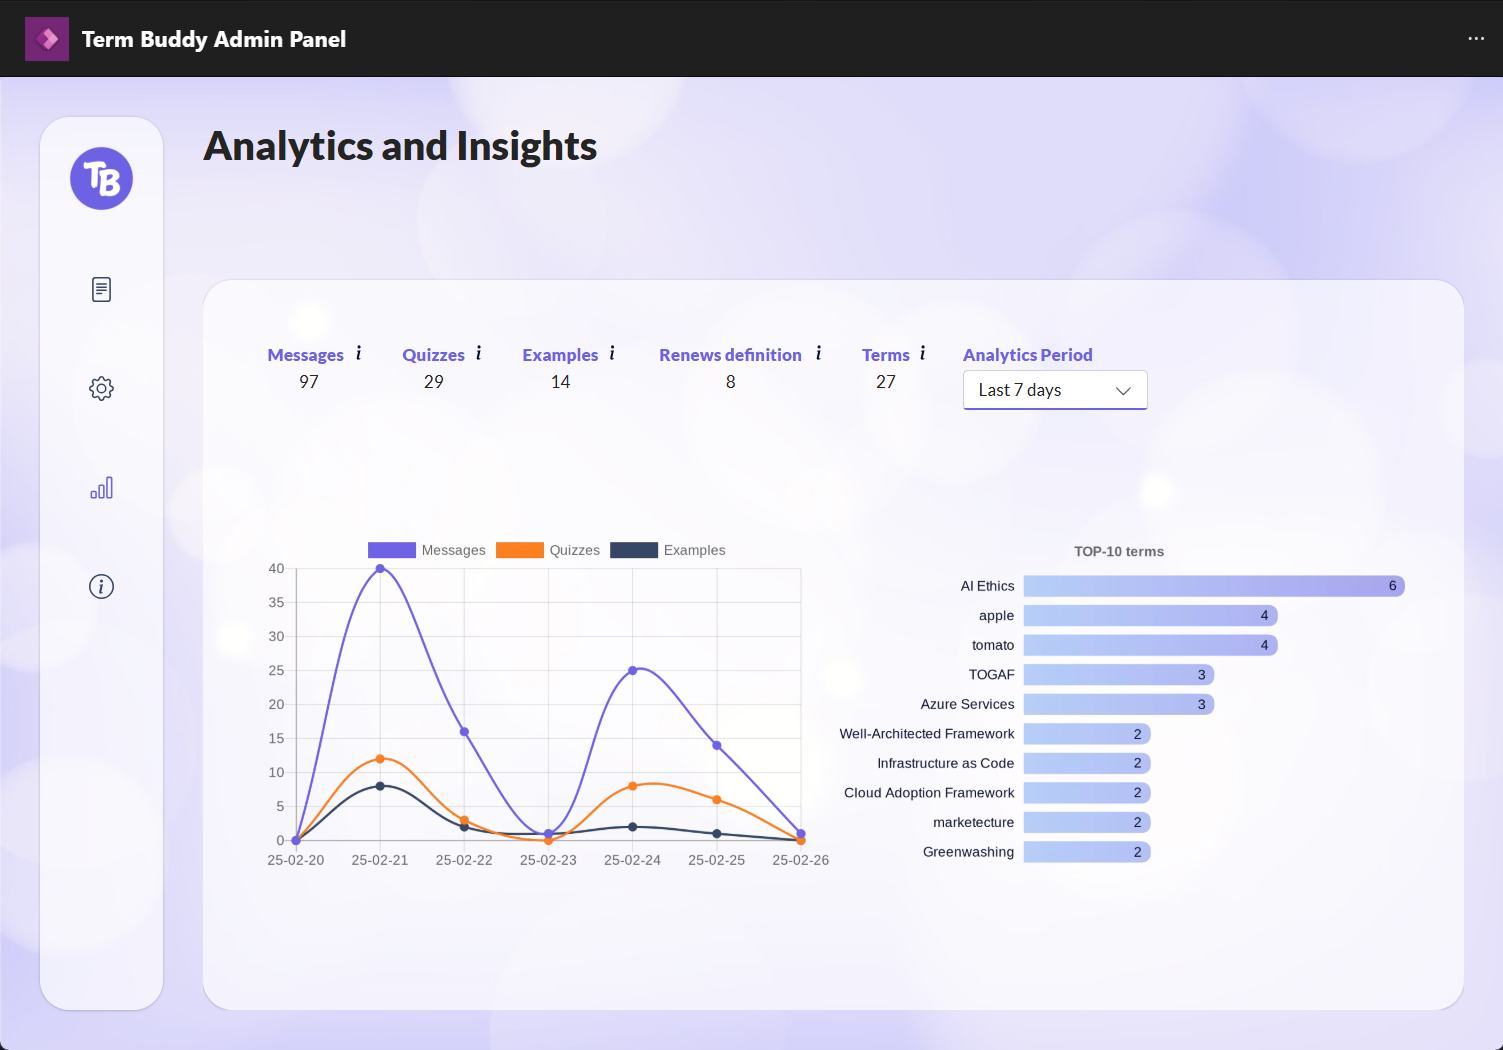 Term Buddy Admin Panel
...
TB
Analytics and Insights
Messages i Quizzes i Examples i Renews definition i Terms i Analytics Period
97 29 14 8 27 Last 7 days
i
Messages Quizzes Examples
40
35
30
25
20
15
10
5
0
25-02-20 25-02-21 25-02-22 25-02-23 25-02-24 25-02-25 25-02-26
TOP-10 terms
AI Ethics 6
apple 4
tomato 4
TOGAF 3
Azure Services 3
Well-Architected Framework 2
Infrastructure as Code 2
Cloud Adoption Framework 2
marketecture 2
Greenwashing 2